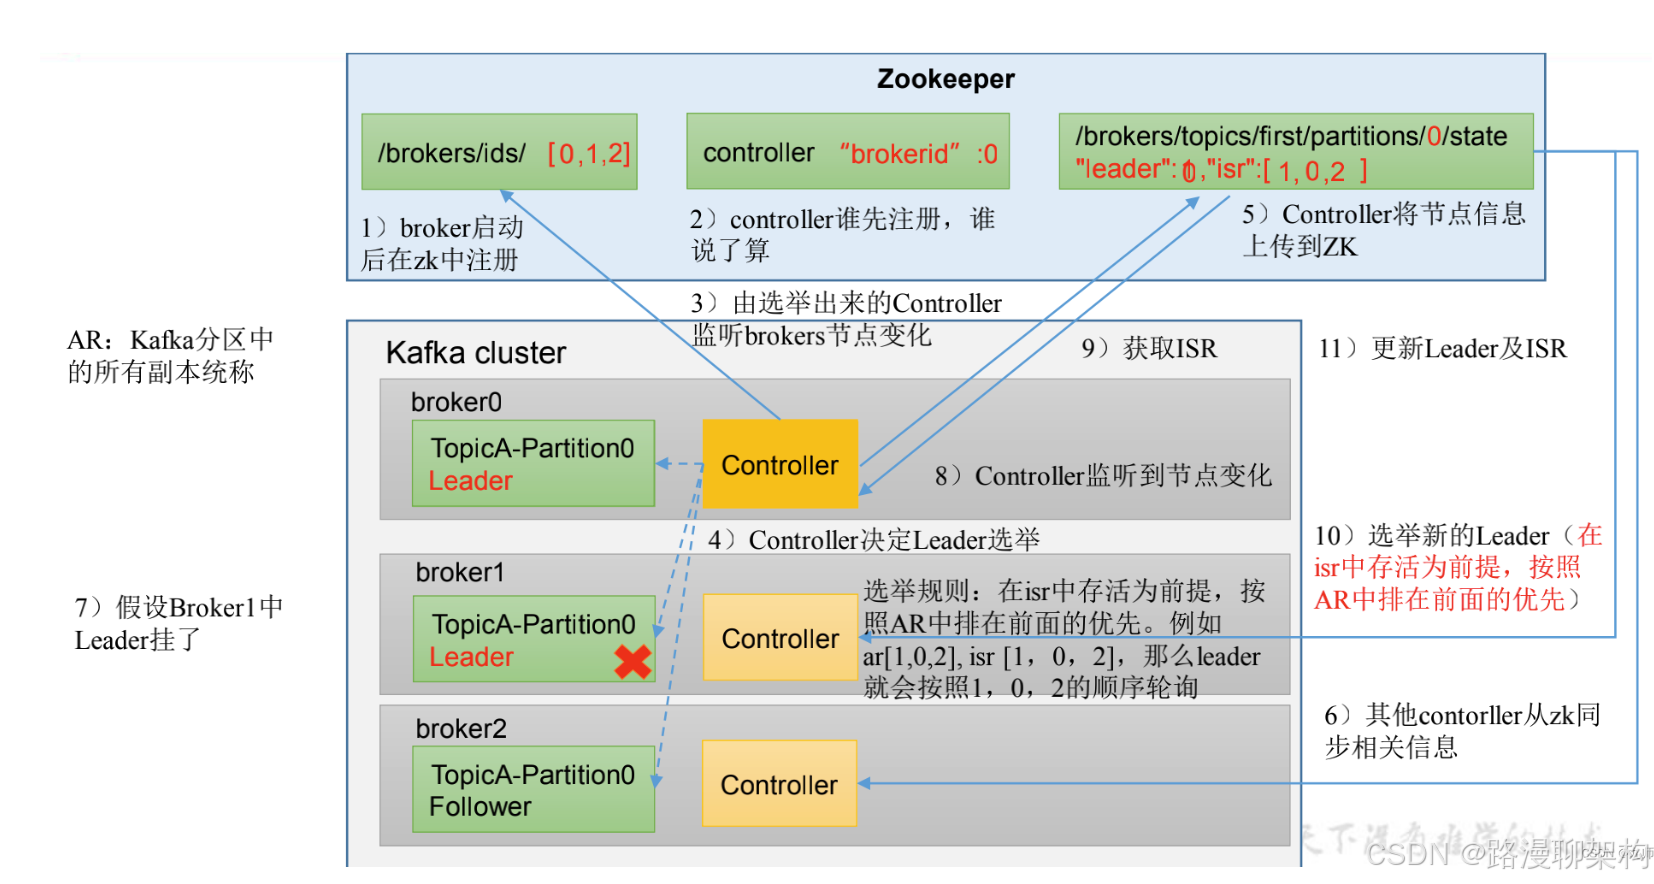 Zookeeper
/brokers/ids/ [0,1,2]
controller “brokerid” :0
/brokers/topics/first/partitions/0/state
"leader": ,"isr":[ 1, 0,2 ]
1）broker启动
后在zk中注册
2）controller谁先注册，谁
说了算
5）Controller将节点信息
上传到ZK
3）由选举出来的Controller
监听brokers节点变化
AR：Kafka分区中
的所有副本统称
Kafka cluster
9）获取ISR
11）更新Leader及ISR
broker0
TopicA-Partition0
Leader
Controller
8）Controller监听到节点变化
4）Controller决定Leader选举
10）选举新的Leader（在
isr中存活为前提，按照
AR中排在前面的优先）
7）假设Broker1中
Leader挂了
broker1
TopicA-Partition0
Leader
Controller
选举规则：在isr中存活为前提，按
照AR中排在前面的优先。例如
ar[1,0,2], isr [1，0，2]，那么leader
就会按照1，0，2的顺序轮询
6）其他contorller从zk同
步相关信息
broker2
TopicA-Partition0
Follower
Controller
天下没有难学的技术
CSDN @路漫聊架构